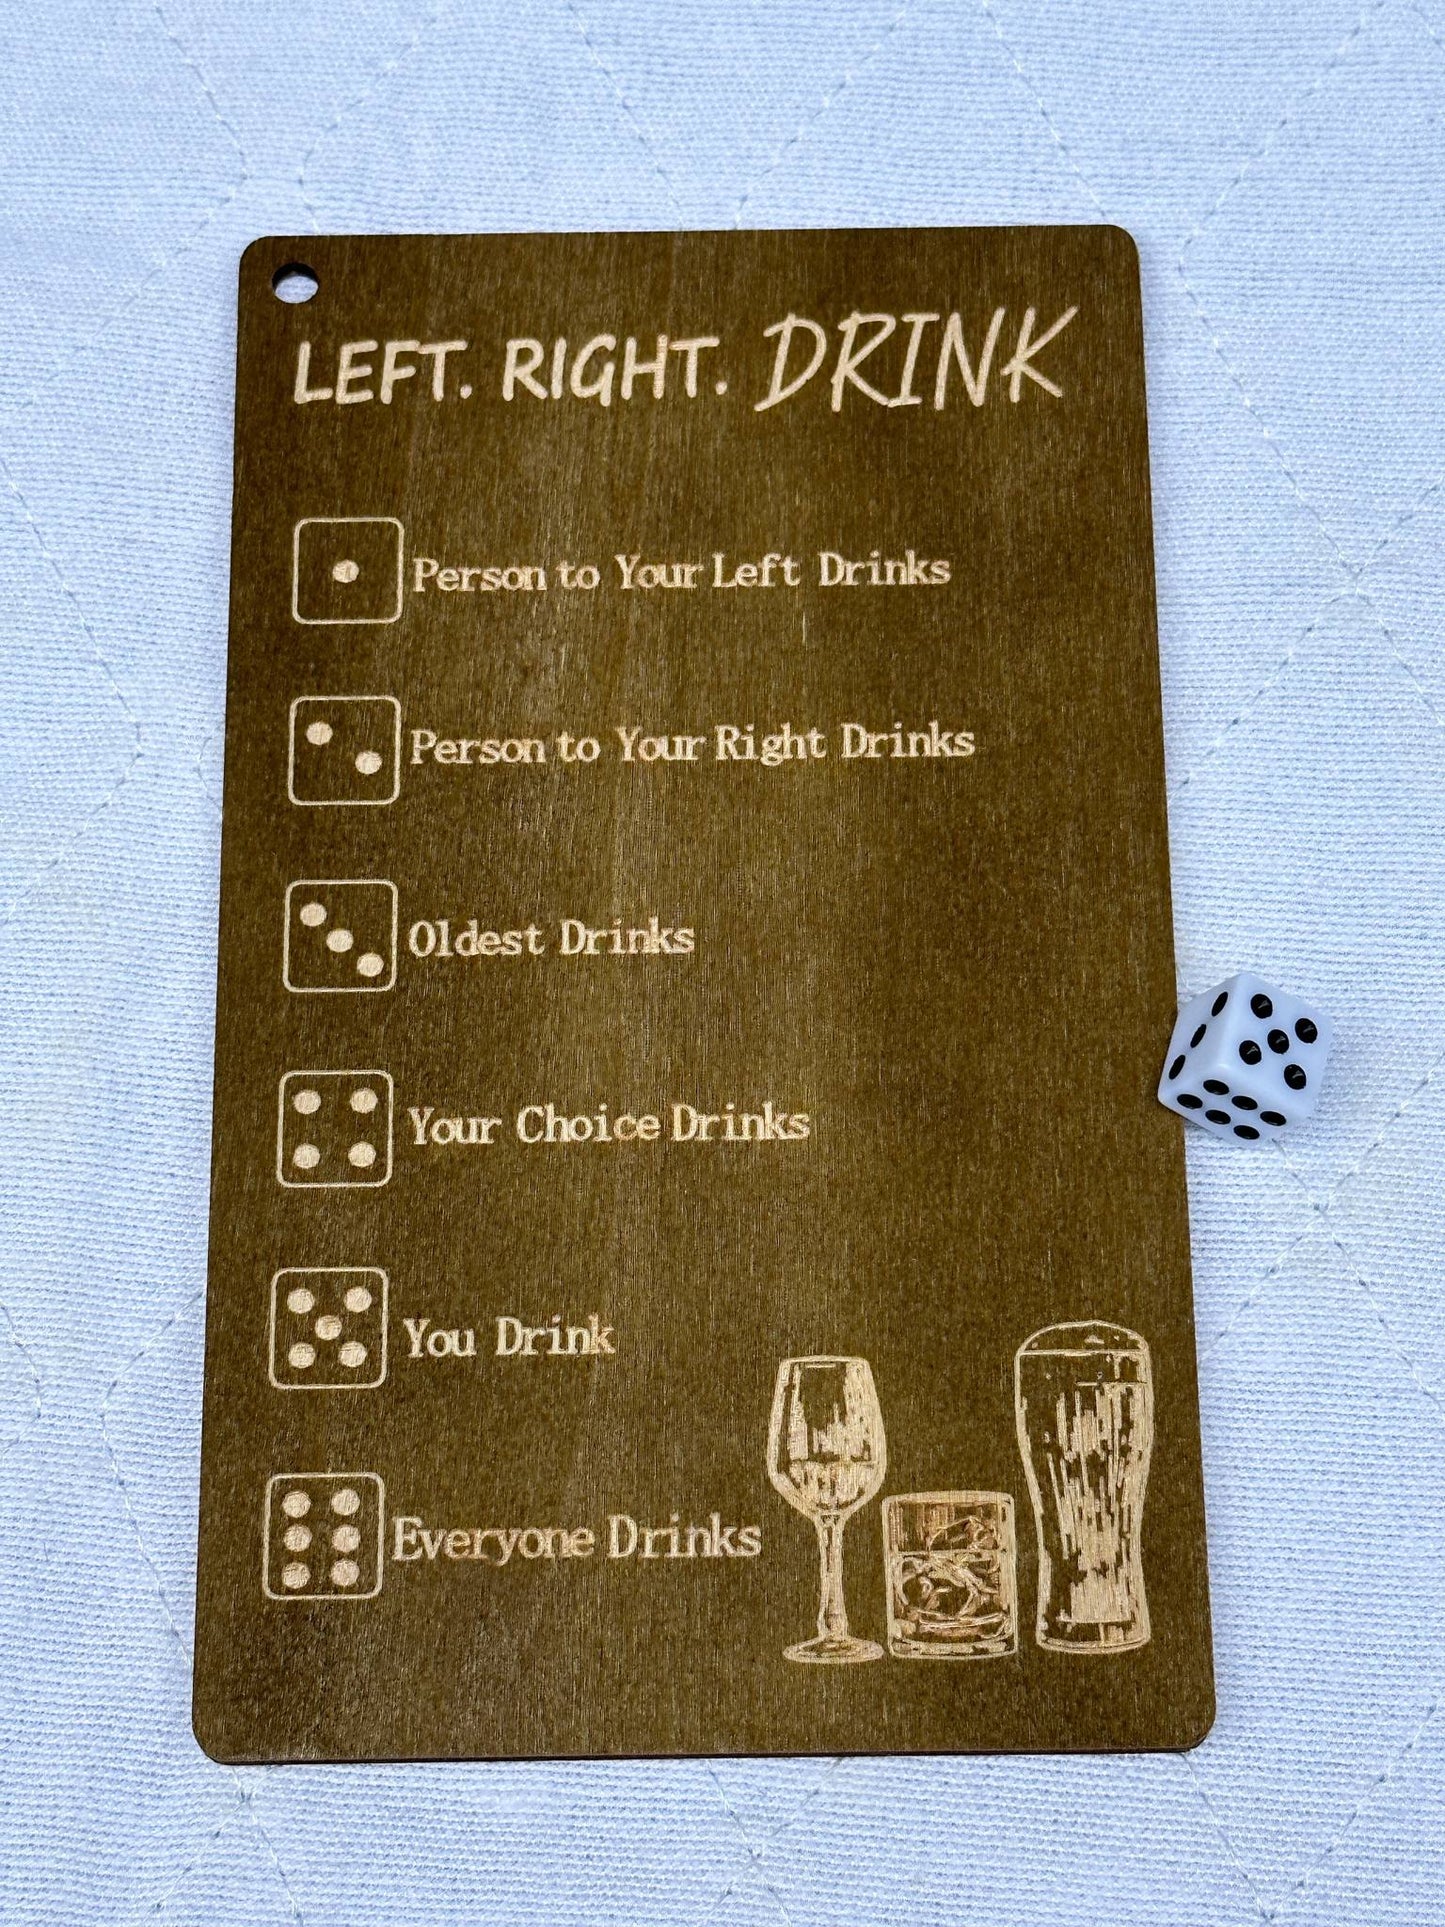 LEFT. RIGHT. DRINK
Person to Your Left Drinks
Person to Your Right Drinks
Oldest Drinks
Your Choice Drinks
You Drink
Everyone Drinks